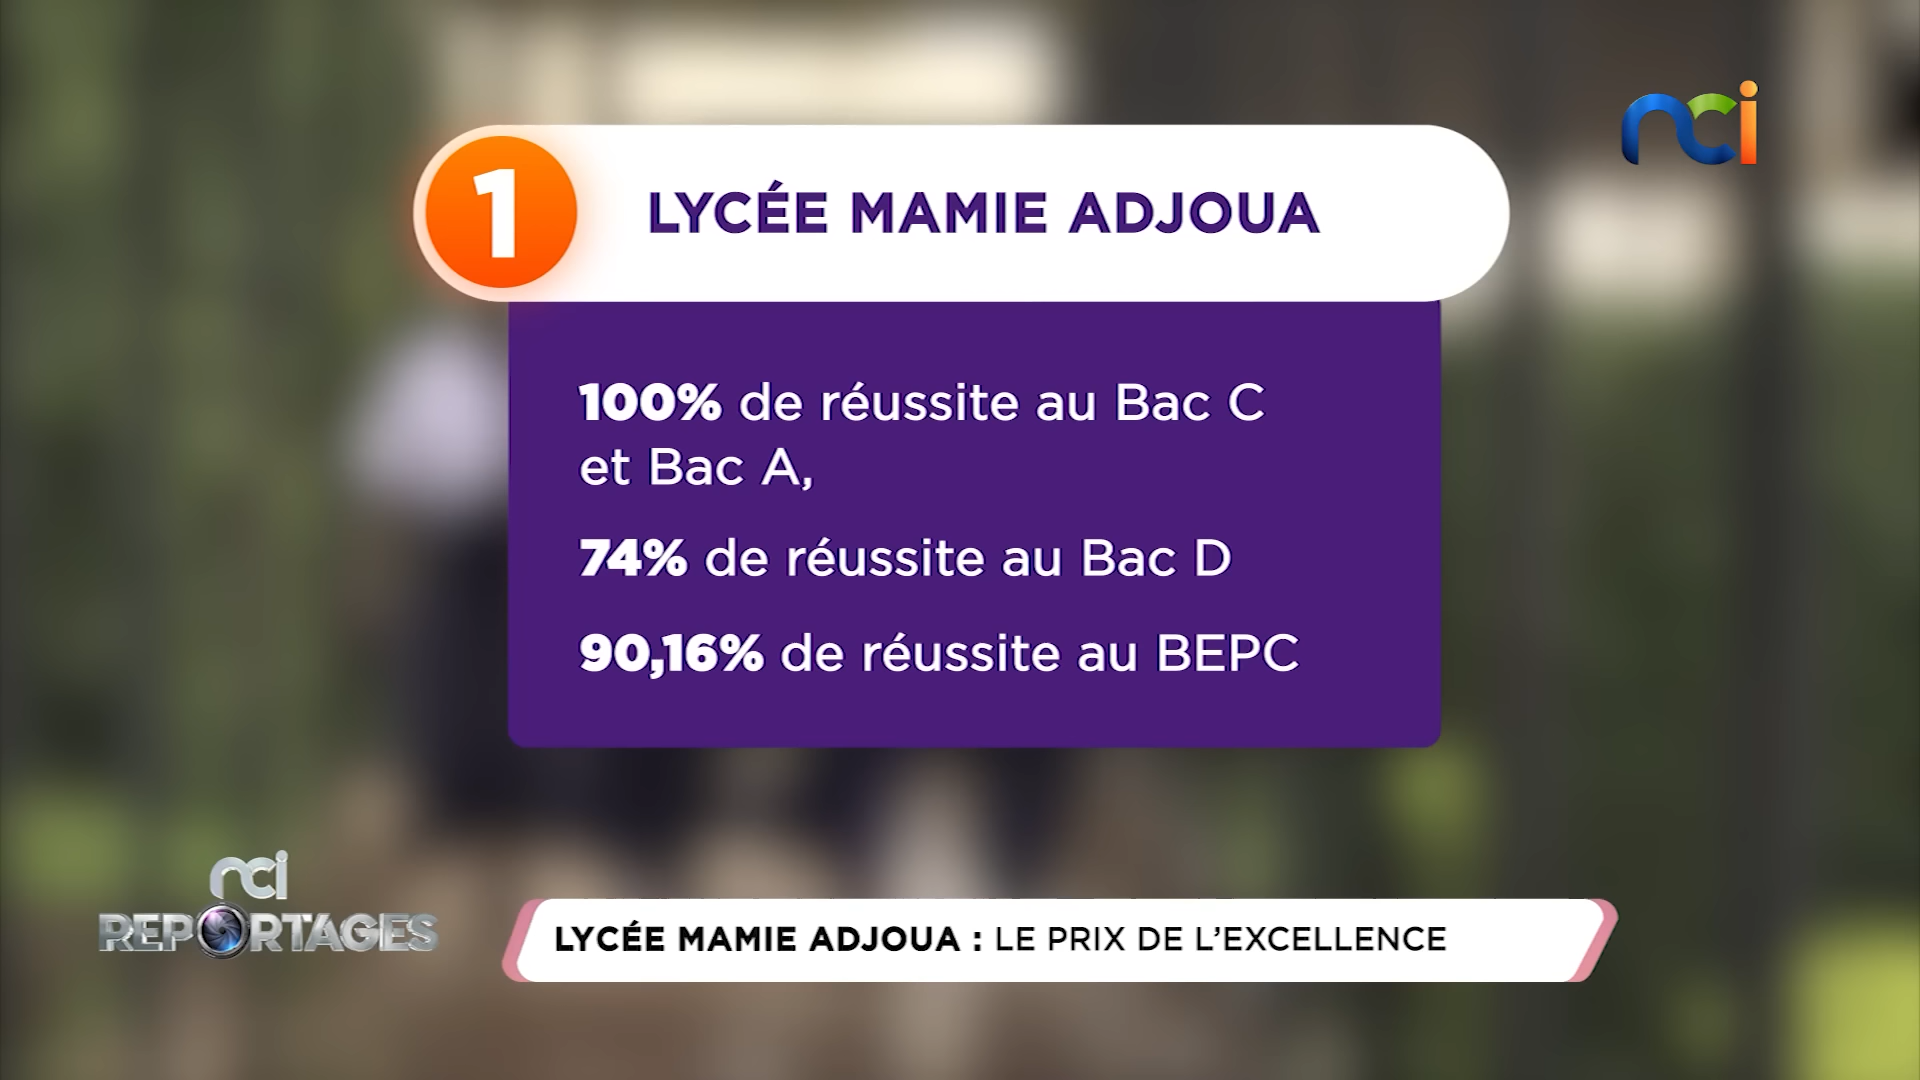 nci
1
LYCÉE MAMIE ADJOUA
100% de réussite au Bac C
et Bac A,
74% de réussite au Bac D
90,16% de réussite au BEPC
nci
REPORTAGES
LYCÉE MAMIE ADJOUA : LE PRIX DE L’EXCELLENCE